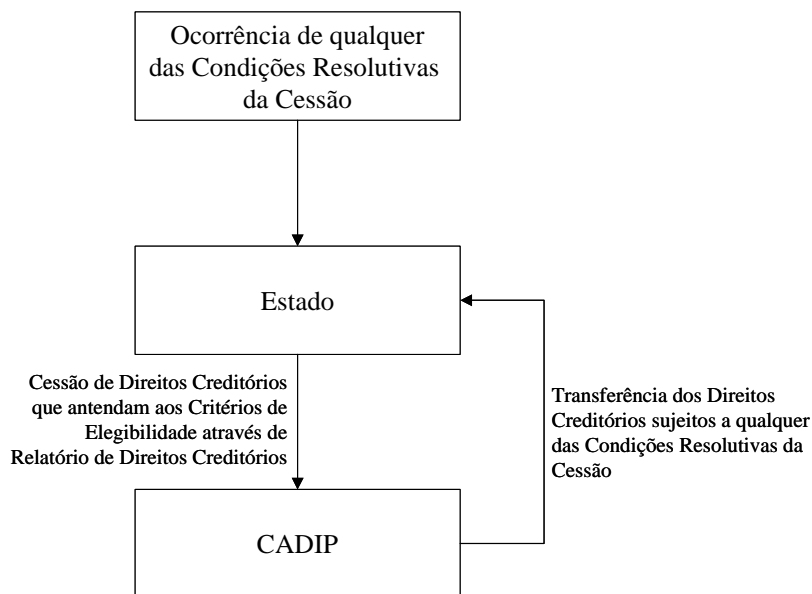 Ocorrência de qualquer
das Condições Resolutivas
da Cessão
Estado
Cessão de Direitos Creditórios
que antendam aos Critérios de
Elegibilidade através de
Relatório de Direitos Creditórios
Transferência dos Direitos
Creditórios sujeitos a qualquer
das Condições Resolutivas da
Cessão
CADIP